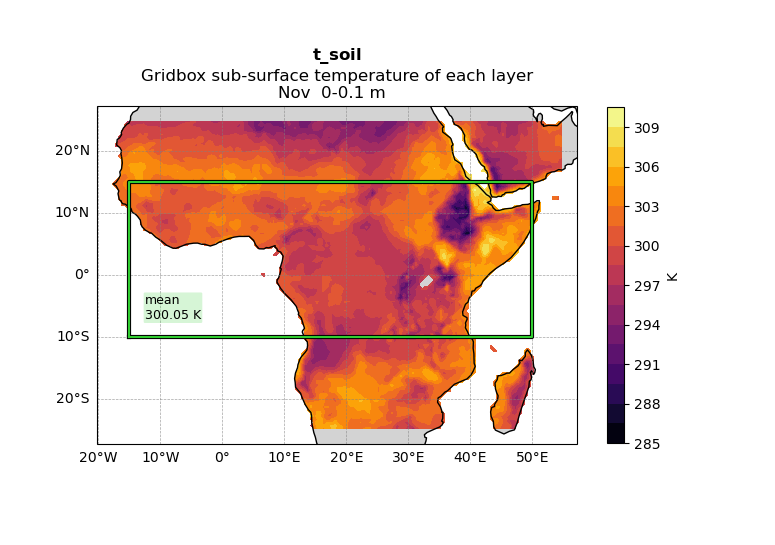 t_soil
Gridbox sub-surface temperature of each layer
Nov  0-0.1 m
20°N
10°N
0°
10°S
20°S
mean
300.05 K
20°W
10°W
0°
10°E
20°E
30°E
40°E
50°E
309
306
303
300
297
294
291
288
285
K